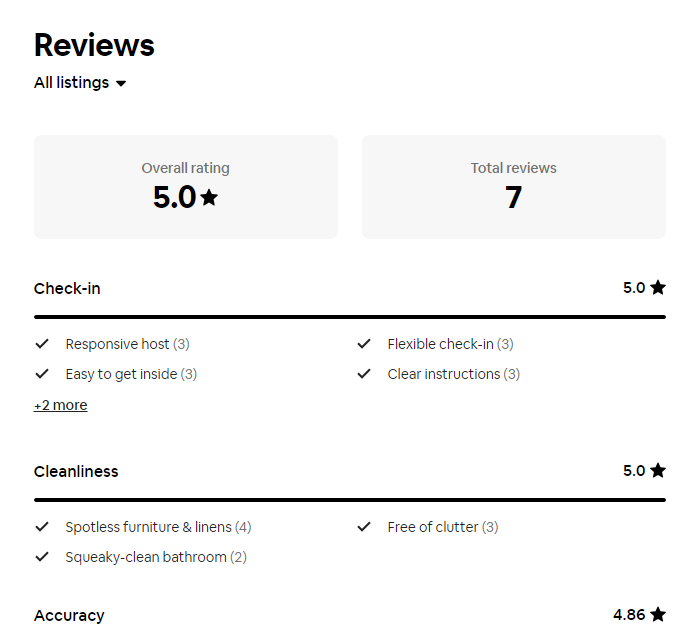 Reviews
All listings
Overall rating
5.0
Total reviews
7
Check-in 5.0
Responsive host (3) Flexible check-in (3)
Easy to get inside (3) Clear instructions (3)
+2 more
Cleanliness 5.0
Spotless furniture & linens (4) Free of clutter (3)
Squeaky-clean bathroom (2)
Accuracy 4.86